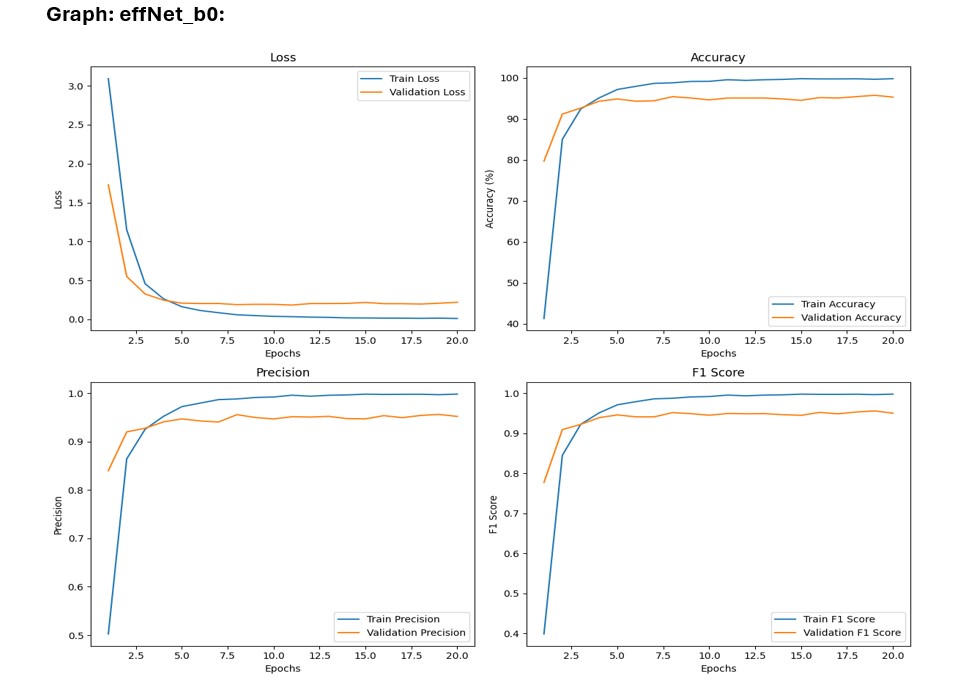 Graph: effNet_b0:
Loss
Train Loss
Validation Loss
3.0
2.5
2.0
1.5
1.0
0.5
0.0
Loss
2.5 5.0 7.5 10.0 12.5 15.0 17.5 20.0
Epochs
Accuracy
100
90
80
70
60
50
40
Accuracy (%)
Train Accuracy
Validation Accuracy
2.5 5.0 7.5 10.0 12.5 15.0 17.5 20.0
Epochs
Precision
1.0
0.9
0.8
0.7
0.6
0.5
Precision
Train Precision
Validation Precision
2.5 5.0 7.5 10.0 12.5 15.0 17.5 20.0
Epochs
F1 Score
1.0
0.9
0.8
0.7
0.6
0.5
0.4
F1 Score
Train F1 Score
Validation F1 Score
2.5 5.0 7.5 10.0 12.5 15.0 17.5 20.0
Epochs